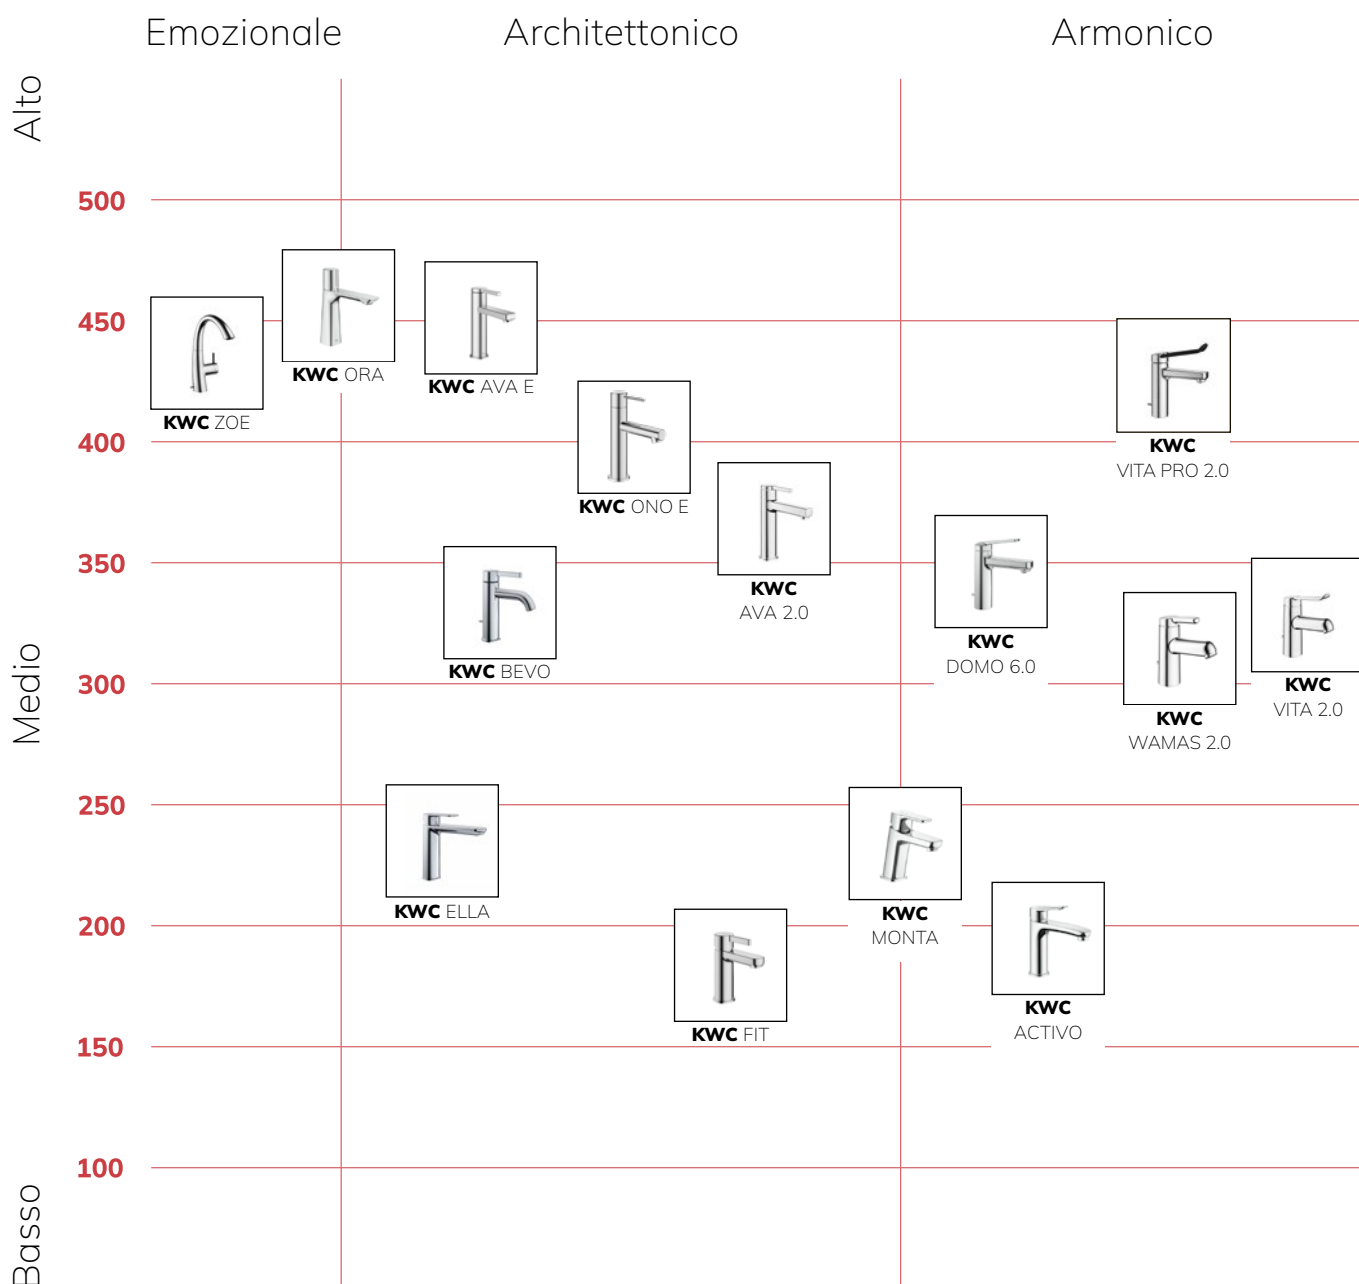 Emozionale
Architettonico
Armonico
Alto
500
450
KWC ORA
KWC AVA E
KWC ZOE
400
KWC
VITA PRO 2.0
KWC ONO E
350
KWC
AVA 2.0
KWC
DOMO 6.0
Medio
KWC BEVO
300
KWC
VITA 2.0
KWC
WAMAS 2.0
250
KWC ELLA
200
KWC
MONTA
KWC FIT
KWC
ACTIVO
150
100
Basso